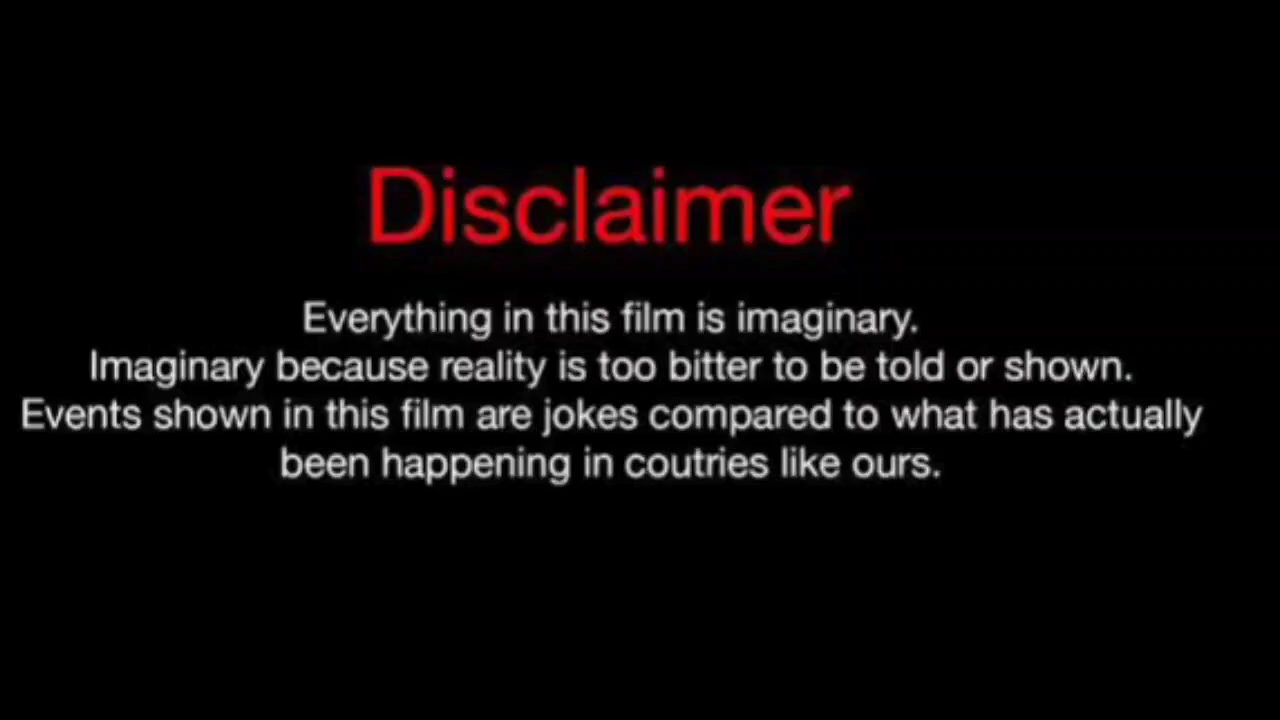 Disclaimer
Everything in this film is imaginary.
Imaginary because reality is too bitter to be told or shown.
Events shown in this film are jokes compared to what has actually
been happening in coutries like ours.